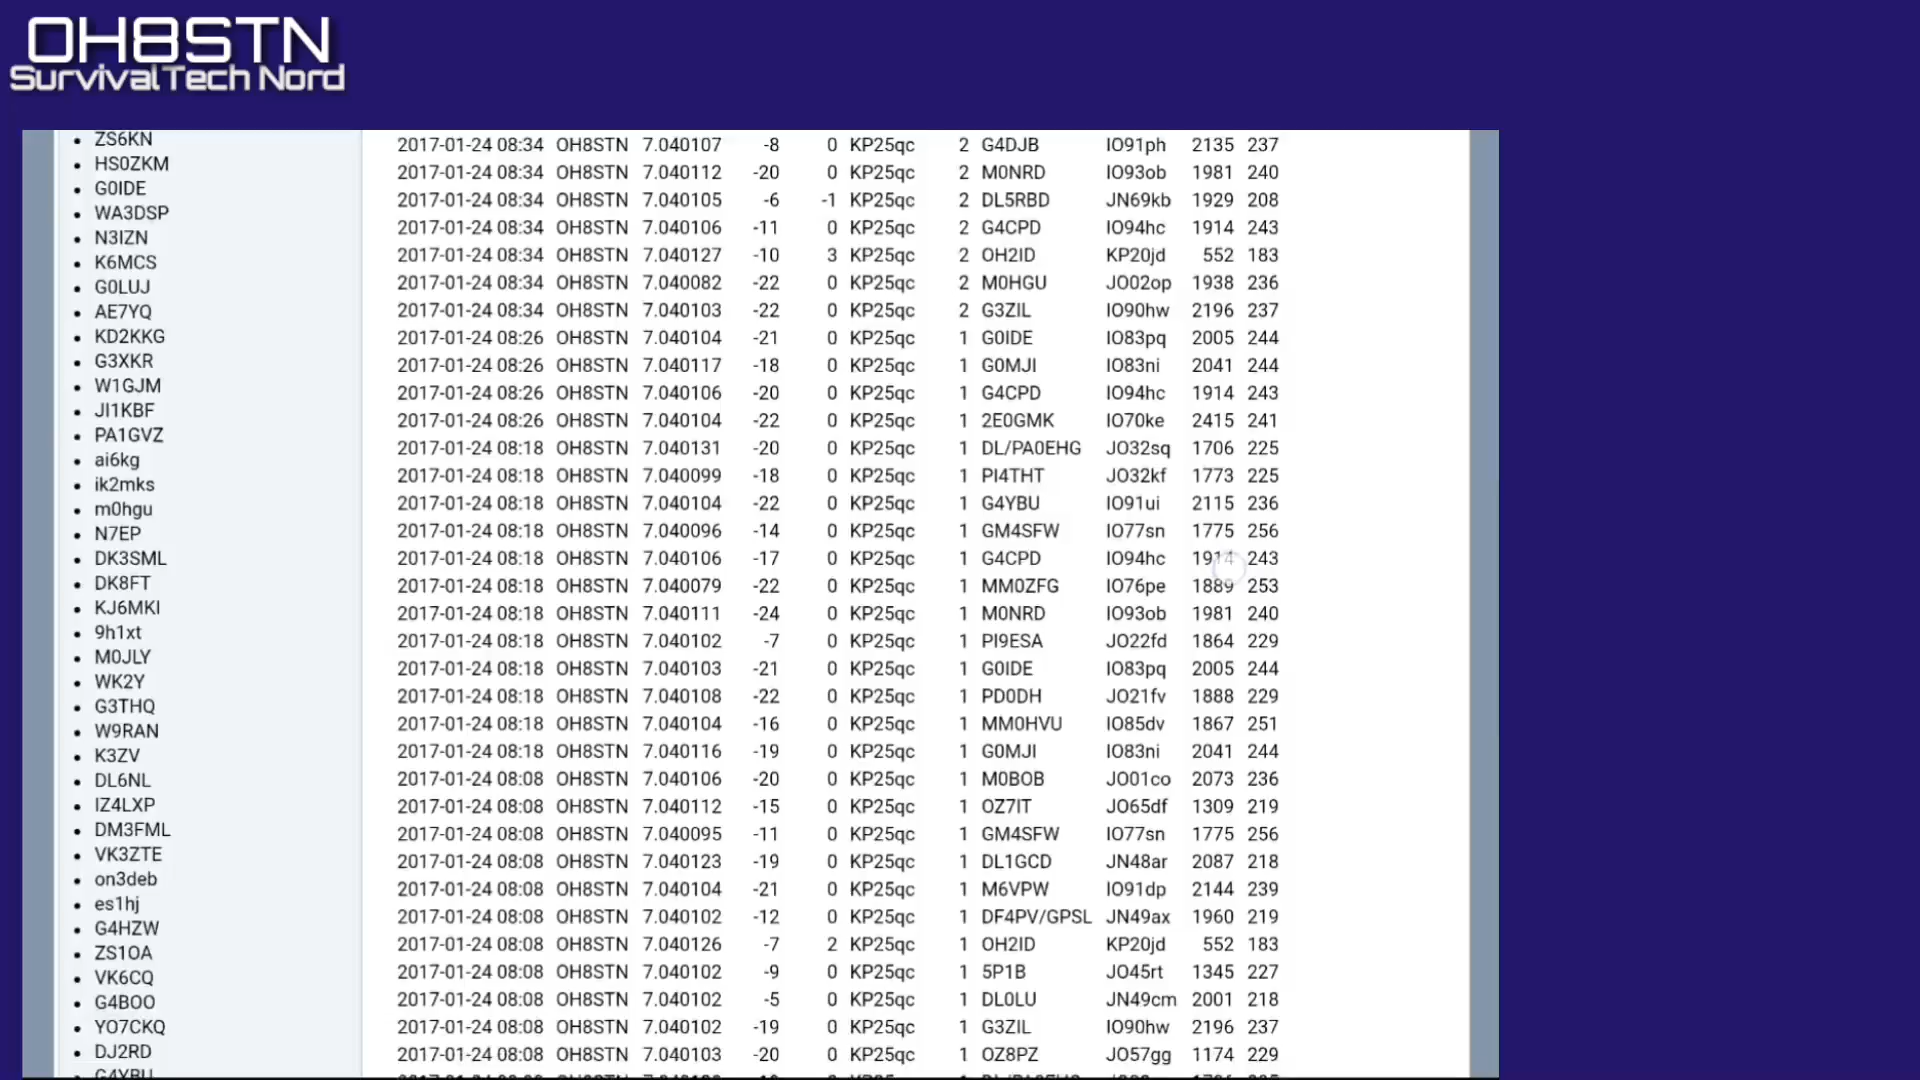 OH8STN
SurvivalTech Nord
ZS6KN
HS0ZKM
G0IDE
WA3DSP
N3IZN
K6MCS
G0LUJ
AE7YQ
KD2KKG
G3XKR
W1GJM
JI1KBF
PA1GVZ
ai6kg
ik2mks
m0hgu
N7EP
DK3SML
DK8FT
KJ6MKI
9h1xt
M0JLY
WK2Y
G3THQ
W9RAN
K3ZV
DL6NL
IZ4LXP
DM3FML
VK3ZTE
on3deb
es1hj
G4HZW
ZS1OA
VK6CQ
G4BOO
YO7CKQ
DJ2RD
G4YBU
2017-01-24 08:34 OH8STN 7.040107 -8 0 KP25qc 2 G4DJB IO91ph 2135 237
2017-01-24 08:34 OH8STN 7.040112 -20 0 KP25qc 2 M0NRD IO93ob 1981 240
2017-01-24 08:34 OH8STN 7.040105 -6 -1 KP25qc 2 DL5RBD JN69kb 1929 208
2017-01-24 08:34 OH8STN 7.040106 -11 0 KP25qc 2 G4CPD IO94hc 1914 243
2017-01-24 08:34 OH8STN 7.040127 -10 3 KP25qc 2 OH2ID KP20jd 552 183
2017-01-24 08:34 OH8STN 7.040082 -22 0 KP25qc 2 M0HGU JO02op 1938 236
2017-01-24 08:34 OH8STN 7.040103 -22 0 KP25qc 2 G3ZIL IO90hw 2196 237
2017-01-24 08:26 OH8STN 7.040104 -21 0 KP25qc 1 G0IDE IO83pq 2005 244
2017-01-24 08:26 OH8STN 7.040117 -18 0 KP25qc 1 G0MJI IO83ni 2041 244
2017-01-24 08:26 OH8STN 7.040106 -20 0 KP25qc 1 G4CPD IO94hc 1914 243
2017-01-24 08:26 OH8STN 7.040104 -22 0 KP25qc 1 2E0GMK IO70ke 2415 241
2017-01-24 08:18 OH8STN 7.040131 -20 0 KP25qc 1 DL/PA0EHG JO32sq 1706 225
2017-01-24 08:18 OH8STN 7.040099 -18 0 KP25qc 1 PI4THT JO32kf 1773 225
2017-01-24 08:18 OH8STN 7.040104 -22 0 KP25qc 1 G4YBU IO91ui 2115 236
2017-01-24 08:18 OH8STN 7.040096 -14 0 KP25qc 1 GM4SFW IO77sn 1775 256
2017-01-24 08:18 OH8STN 7.040106 -17 0 KP25qc 1 G4CPD IO94hc 1914 243
2017-01-24 08:18 OH8STN 7.040079 -22 0 KP25qc 1 MM0ZFG IO76pe 1889 253
2017-01-24 08:18 OH8STN 7.040111 -24 0 KP25qc 1 M0NRD IO93ob 1981 240
2017-01-24 08:18 OH8STN 7.040102 -7 0 KP25qc 1 PI9ESA JO22fd 1864 229
2017-01-24 08:18 OH8STN 7.040103 -21 0 KP25qc 1 G0IDE IO83pq 2005 244
2017-01-24 08:18 OH8STN 7.040108 -22 0 KP25qc 1 PD0DH JO21fv 1888 229
2017-01-24 08:18 OH8STN 7.040104 -16 0 KP25qc 1 MM0HVU IO85dv 1867 251
2017-01-24 08:18 OH8STN 7.040116 -19 0 KP25qc 1 G0MJI IO83ni 2041 244
2017-01-24 08:08 OH8STN 7.040106 -20 0 KP25qc 1 M0BOB JO01co 2073 236
2017-01-24 08:08 OH8STN 7.040112 -15 0 KP25qc 1 OZ7IT JO65df 1309 219
2017-01-24 08:08 OH8STN 7.040095 -11 0 KP25qc 1 GM4SFW IO77sn 1775 256
2017-01-24 08:08 OH8STN 7.040123 -19 0 KP25qc 1 DL1GCD JN48ar 2087 218
2017-01-24 08:08 OH8STN 7.040104 -21 0 KP25qc 1 M6VPW IO91dp 2144 239
2017-01-24 08:08 OH8STN 7.040102 -12 0 KP25qc 1 DF4PV/GPSL JN49ax 1960 219
2017-01-24 08:08 OH8STN 7.040126 -7 2 KP25qc 1 OH2ID KP20jd 552 183
2017-01-24 08:08 OH8STN 7.040102 -9 0 KP25qc 1 5P1B JO45rt 1345 227
2017-01-24 08:08 OH8STN 7.040102 -5 0 KP25qc 1 DL0LU JN49cm 2001 218
2017-01-24 08:08 OH8STN 7.040102 -19 0 KP25qc 1 G3ZIL IO90hw 2196 237
2017-01-24 08:08 OH8STN 7.040103 -20 0 KP25qc 1 OZ8PZ JO57gg 1174 229